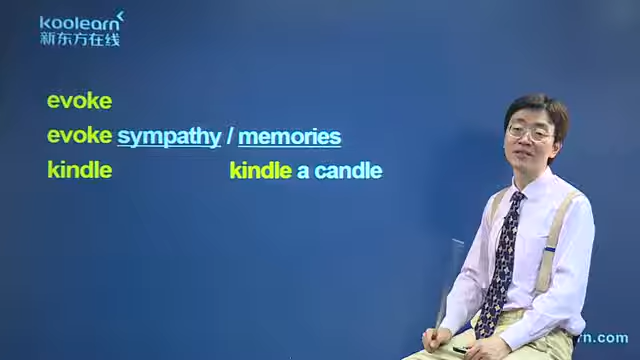 koolearn
新东方在线
evoke
evoke sympathy / memories
kindle kindle a candle
rn.com